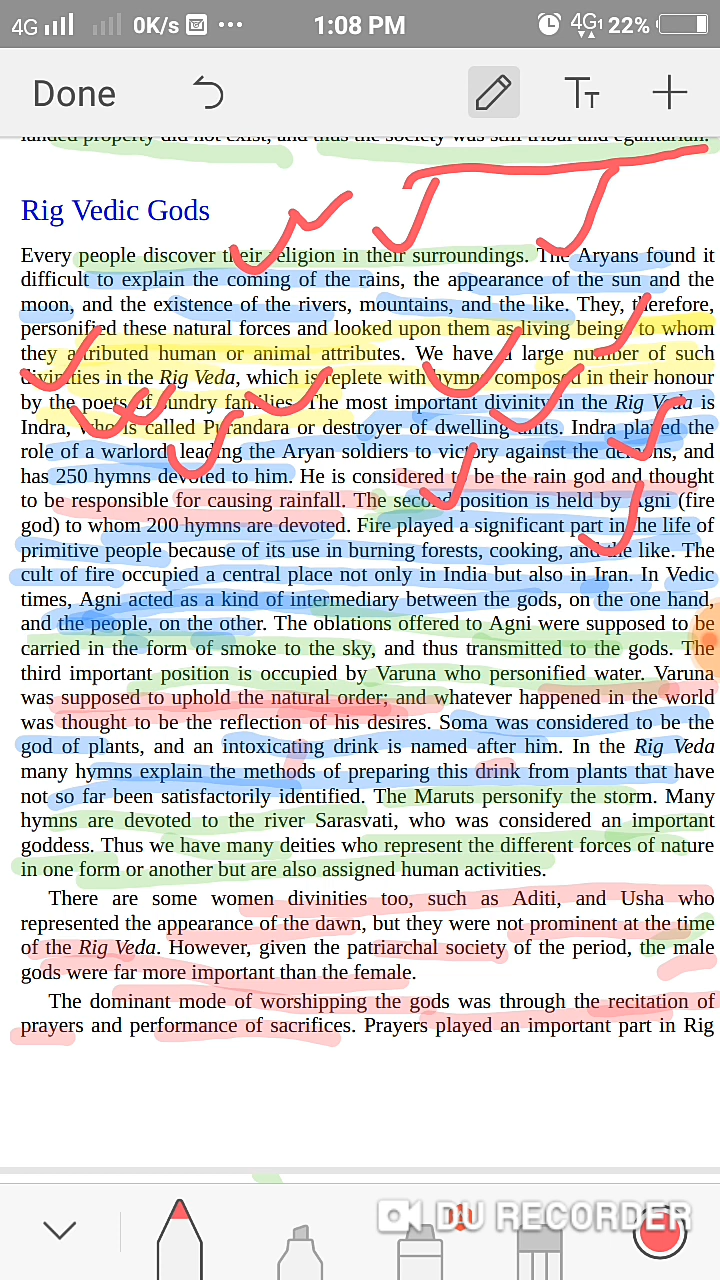 4G 0K/s ••• 1:08 PM 4G1 22%
Done
landed property did not exist, and thus the society was still tribal and egalitarian.
Rig Vedic Gods
Every people discover their religion in their surroundings. The Aryans found it
difficult to explain the coming of the rains, the appearance of the sun and the
moon, and the existence of the rivers, mountains, and the like. They, therefore,
personified these natural forces and looked upon them as living beings to whom
they attributed human or animal attributes. We have a large number of such
divinities in the Rig Veda, which is replete with hymns composed in their honour
by the poets of sundry families. The most important divinity in the Rig Veda is
Indra, who is called Purandara or destroyer of dwelling units. Indra played the
role of a warlord, leading the Aryan soldiers to victory against the demons, and
has 250 hymns devoted to him. He is considered to be the rain god and thought
to be responsible for causing rainfall. The second position is held by Agni (fire
god) to whom 200 hymns are devoted. Fire played a significant part in the life of
primitive people because of its use in burning forests, cooking, and the like. The
cult of fire occupied a central place not only in India but also in Iran. In Vedic
times, Agni acted as a kind of intermediary between the gods, on the one hand,
and the people, on the other. The oblations offered to Agni were supposed to be
carried in the form of smoke to the sky, and thus transmitted to the gods. The
third important position is occupied by Varuna who personified water. Varuna
was supposed to uphold the natural order; and whatever happened in the world
was thought to be the reflection of his desires. Soma was considered to be the
god of plants, and an intoxicating drink is named after him. In the Rig Veda
many hymns explain the methods of preparing this drink from plants that have
not so far been satisfactorily identified. The Maruts personify the storm. Many
hymns are devoted to the river Sarasvati, who was considered an important
goddess. Thus we have many deities who represent the different forces of nature
in one form or another but are also assigned human activities.
There are some women divinities too, such as Aditi, and Usha who
represented the appearance of the dawn, but they were not prominent at the time
of the Rig Veda. However, given the patriarchal society of the period, the male
gods were far more important than the female.
The dominant mode of worshipping the gods was through the recitation of
prayers and performance of sacrifices. Prayers played an important part in Rig
DU RECORDER